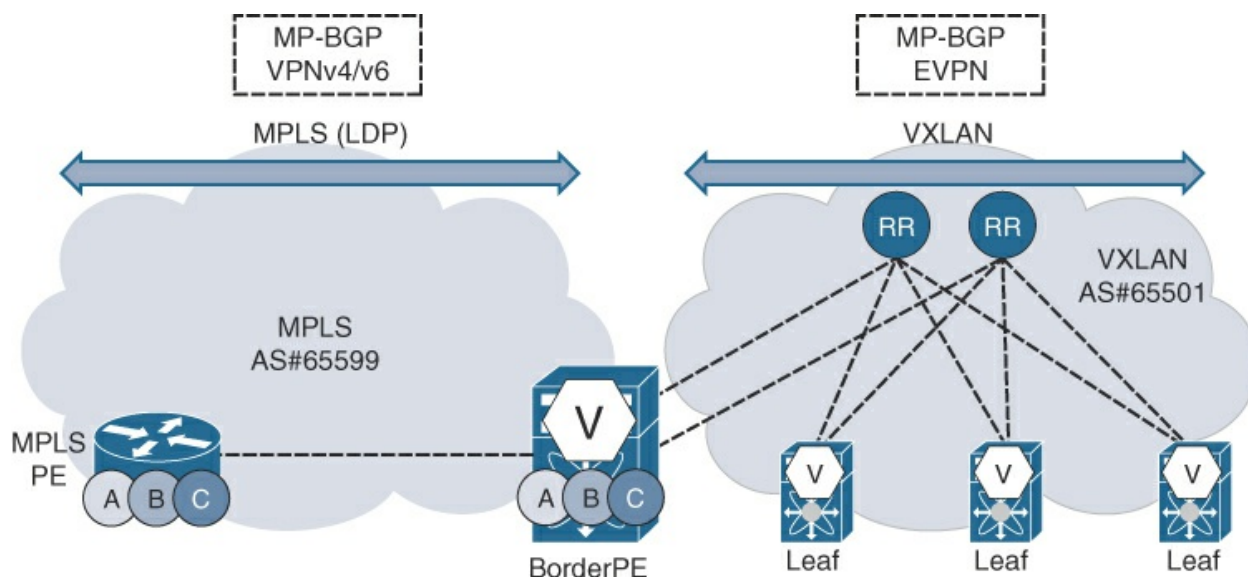 MP-BGP
VPNv4/v6
MP-BGP
EVPN
MPLS (LDP)
VXLAN
RR
RR
VXLAN
AS#65501
MPLS
AS#65599
V
MPLS
PE
A
B
C
A
B
C
V
V
V
BorderPE
Leaf
Leaf
Leaf